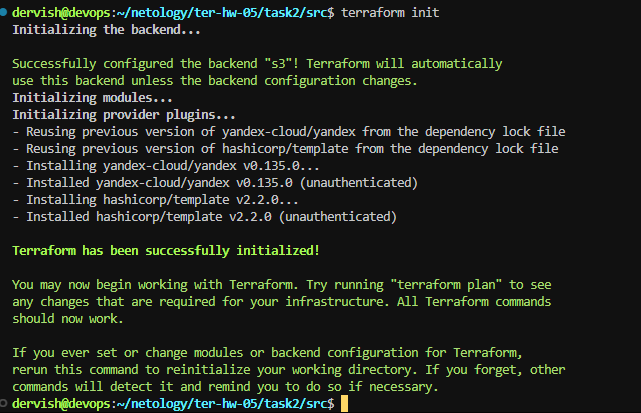 dervish@devops:~/netology/ter-hw-05/task2/src$ terraform init
Initializing the backend...
Successfully configured the backend "s3"! Terraform will automatically
use this backend unless the backend configuration changes.
Initializing modules...
Initializing provider plugins...
- Reusing previous version of yandex-cloud/yandex from the dependency lock file
- Reusing previous version of hashicorp/template from the dependency lock file
- Installing yandex-cloud/yandex v0.135.0...
- Installed yandex-cloud/yandex v0.135.0 (unauthenticated)
- Installing hashicorp/template v2.2.0...
- Installed hashicorp/template v2.2.0 (unauthenticated)
Terraform has been successfully initialized!
You may now begin working with Terraform. Try running "terraform plan" to see
any changes that are required for your infrastructure. All Terraform commands
should now work.
If you ever set or change modules or backend configuration for Terraform,
rerun this command to reinitialize your working directory. If you forget, other
commands will detect it and remind you to do so if necessary.
dervish@devops:~/netology/ter-hw-05/task2/src$